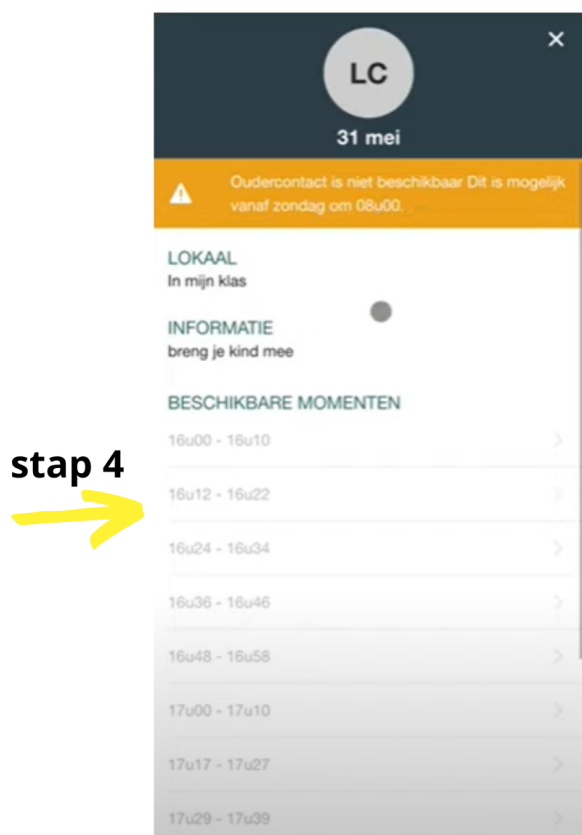 LC
31 mei
Oudercontact is niet beschikbaar Dit is mogelijk
vanaf zondag om 08u00.
LOKAAL
In mijn klas
INFORMATIE
breng je kind mee
BESCHIKBARE MOMENTEN
16u00 - 16u10
stap 4
16u12 - 16u22
16u24 - 16u34
16u36 - 16u46
16u48 - 16u58
17u00 - 17u10
17u17 - 17u27
17u29 - 17u39